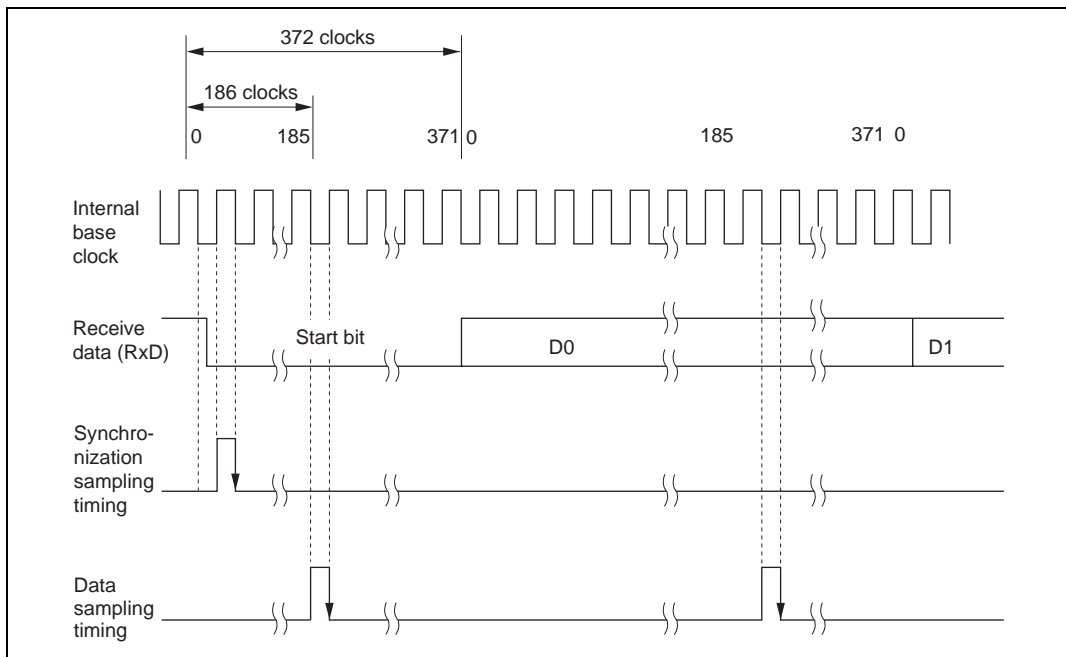 372 clocks
186 clocks
0 185 371 0 185 371 0
Internal
base
clock
Receive
data (RxD)
Start bit
D0
D1
Synchro-
nization
sampling
timing
Data
sampling
timing